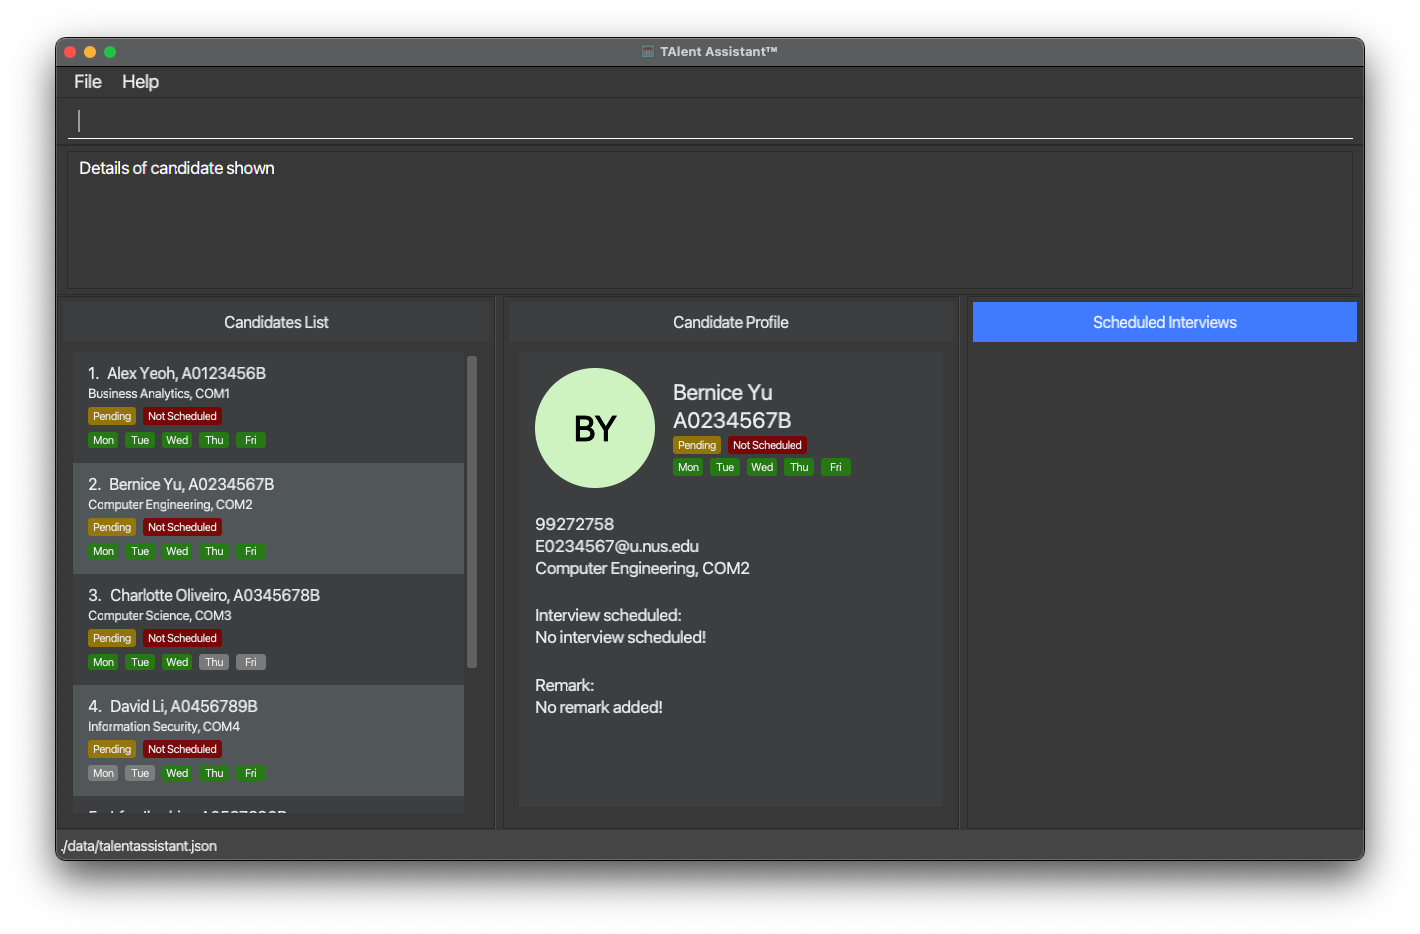 TAlent Assistant™
File Help
Details of candidate shown
Candidates List
1. Alex Yeoh, A0123456B
Business Analytics, COM1
Pending Not Scheduled
Mon Tue Wed Thu Fri
2. Bernice Yu, A0234567B
Computer Engineering, COM2
Pending Not Scheduled
Mon Tue Wed Thu Fri
3. Charlotte Oliveiro, A0345678B
Computer Science, COM3
Pending Not Scheduled
Mon Tue Wed Thu Fri
4. David Li, A0456789B
Information Security, COM4
Pending Not Scheduled
Mon Tue Wed Thu Fri
Candidate Profile
BY
Bernice Yu
A0234567B
Pending Not Scheduled
Mon Tue Wed Thu Fri
99272758
E0234567@u.nus.edu
Computer Engineering, COM2
Interview scheduled:
No interview scheduled!
Remark:
No remark added!
Scheduled Interviews
./data/talentassistant.json